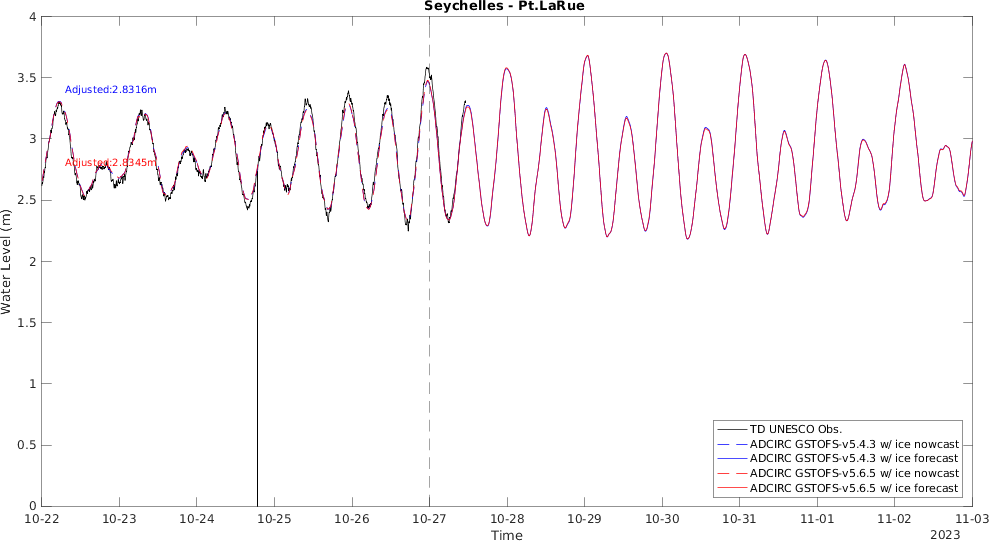 Seychelles - Pt.LaRue
4
3.5
3
2.5
2
1.5
1
0.5
0
Water Level (m)
Adjusted:2.8316m
Adjusted:2.8345m
TD UNESCO Obs.
ADCIRC GSTOFS-v5.4.3 w/ ice nowcast
ADCIRC GSTOFS-v5.4.3 w/ ice forecast
ADCIRC GSTOFS-v5.6.5 w/ ice nowcast
ADCIRC GSTOFS-v5.6.5 w/ ice forecast
10-22 10-23 10-24 10-25 10-26 10-27 10-28 10-29 10-30 10-31 11-01 11-02 11-03
Time
2023